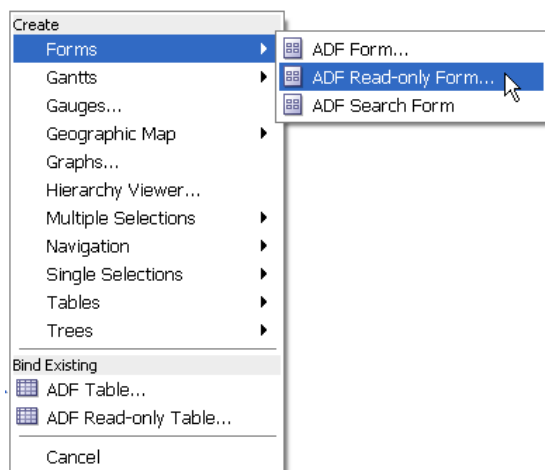 Create
Forms
ADF Form...
Gantts
ADF Read-only Form...
Gauges...
ADF Search Form
Geographic Map
Graphs...
Hierarchy Viewer...
Multiple Selections
Navigation
Single Selections
Tables
Trees
Bind Existing
ADF Table...
ADF Read-only Table...
Cancel